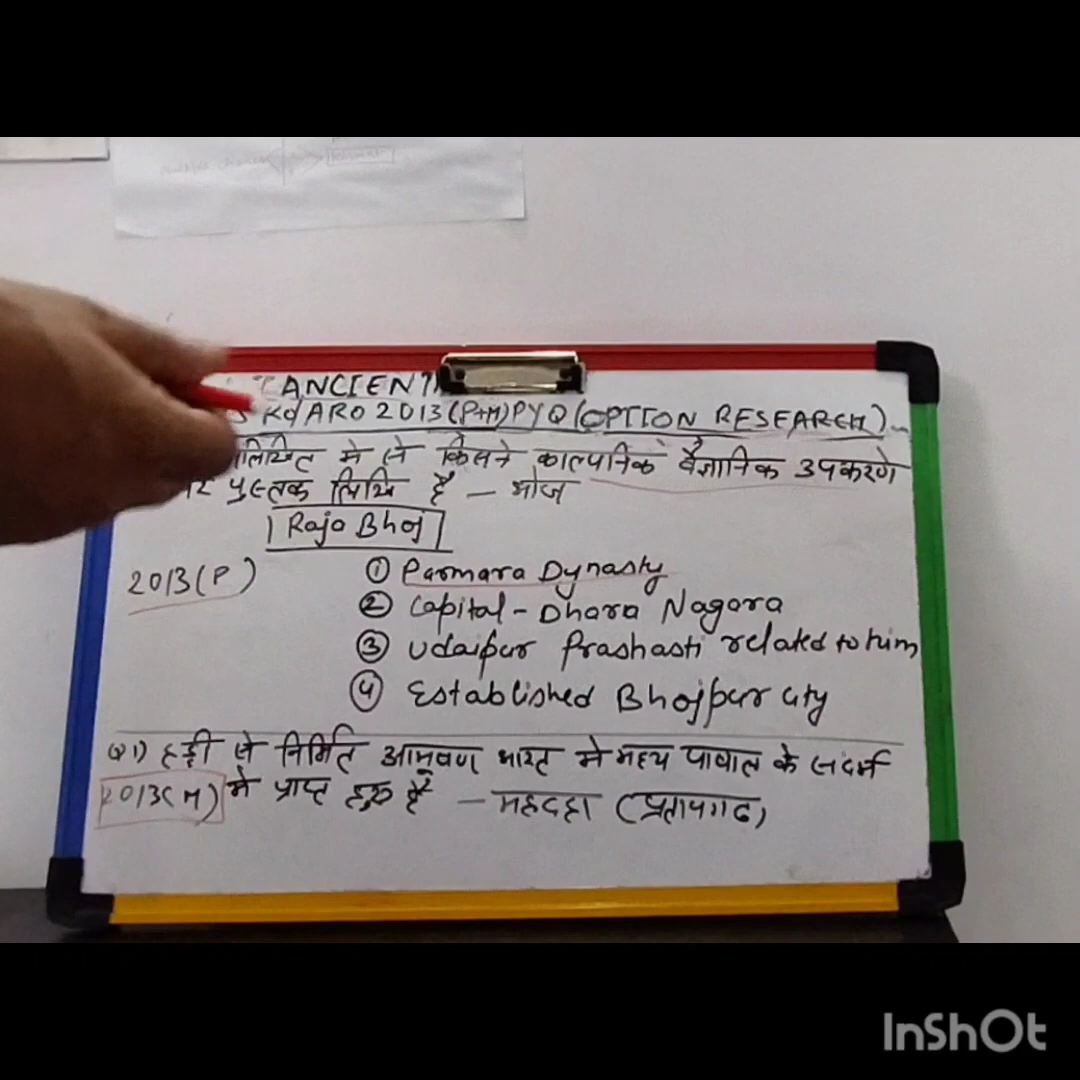 ANCIENT
RO/ARO 2013(P+M)PYQ(OPTION RESEARCH)...
में से किसने काल्पनिक वैज्ञानिक उपकरणो
पुस्तक लिखि है - भोज
Raja Bhoj
2013(P)
① Parmara Dynasty
② Capital - Dhara Nagara
③ Udaipur Prashasti related to him
④ Established Bhojpur city
Q1) हड्डी से निर्मित आभूषण भारत मे मध्य पाषाण के संदर्भ
2013(M) मे प्राप्त हुए है - महदहा (प्रतापगढ)
InShOt